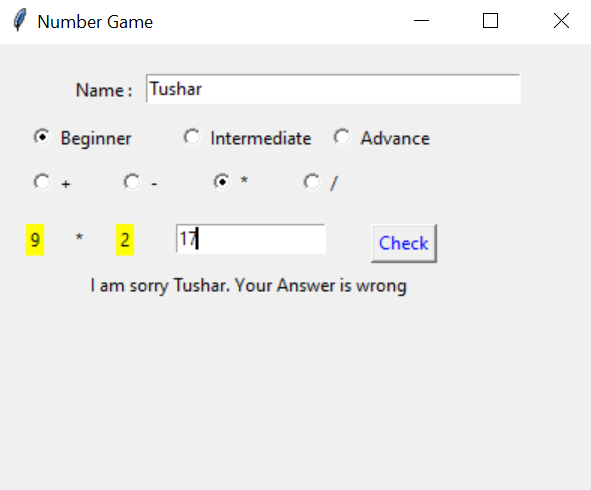 Number Game
Name : Tushar
Beginner Intermediate Advance
+ - * /
9 * 2 17 Check
I am sorry Tushar. Your Answer is wrong